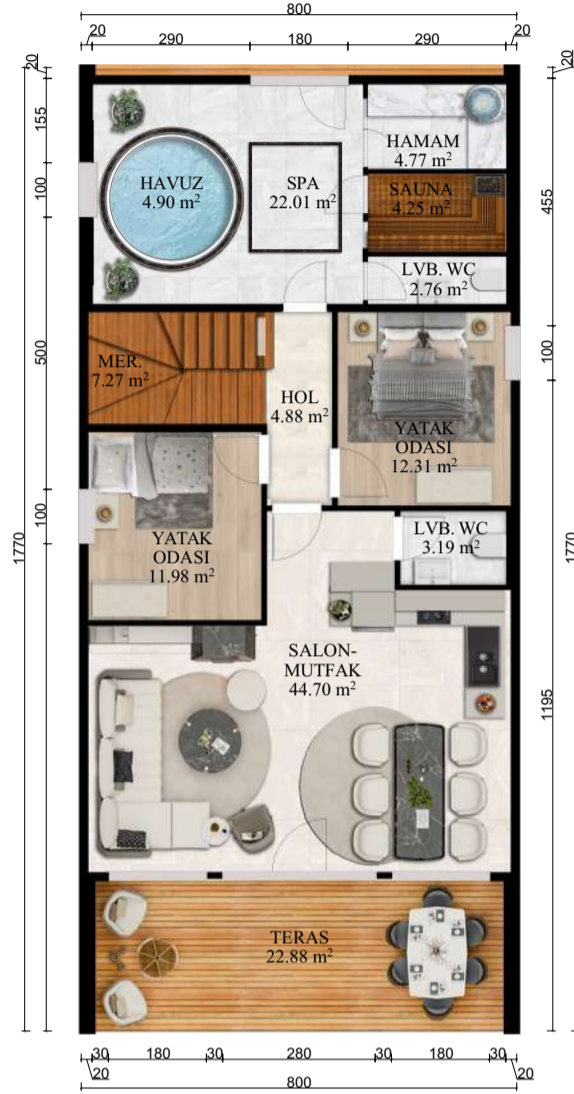 800
20 290 180 290 20
20
155
100
500
100
1770
455
100
1195
1770
HAVUZ
4.90 m²
SPA
22.01 m²
HAMAM
4.77 m²
SAUNA
4.25 m²
LVB. WC
2.76 m²
MER.
7.27 m²
HOL
4.88 m²
YATAK
ODASI
12.31 m²
YATAK
ODASI
11.98 m²
LVB. WC
3.19 m²
SALON-
MUTFAK
44.70 m²
TERAS
22.88 m²
30 180 30 280 30 180 30
20 20
800